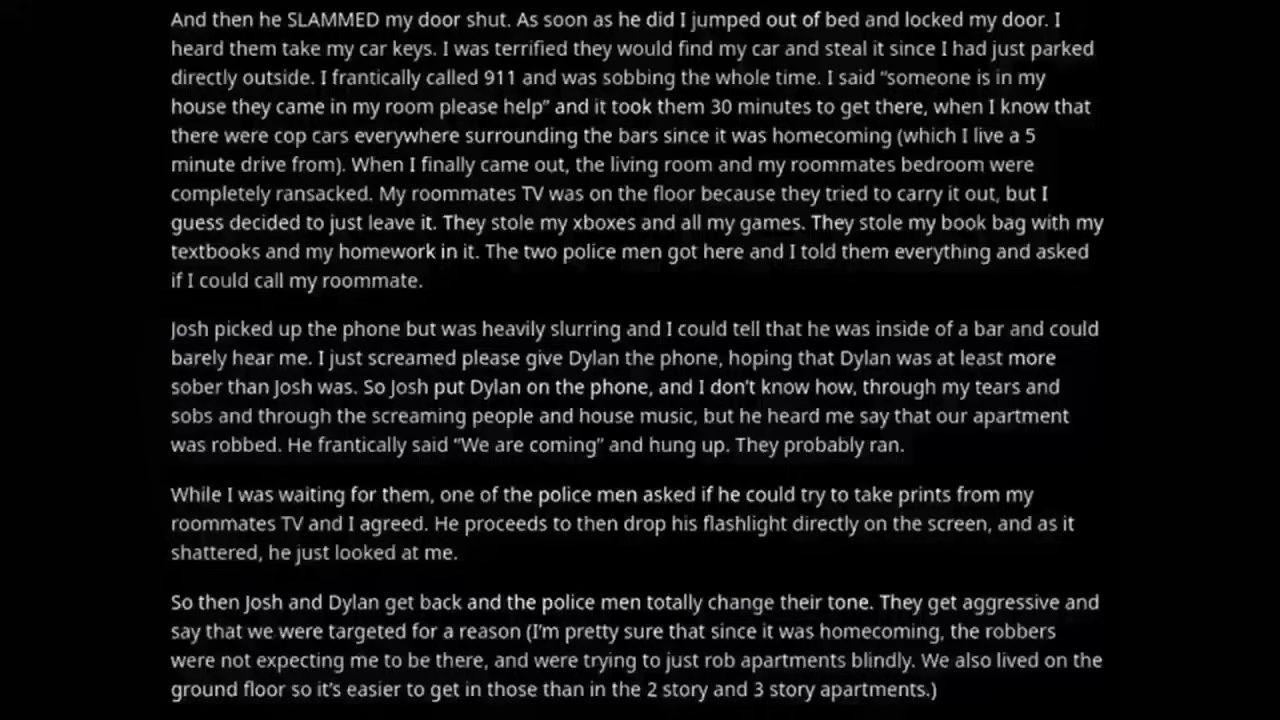 And then he SLAMMED my door shut. As soon as he did I jumped out of bed and locked my door. I
heard them take my car keys. I was terrified they would find my car and steal it since I had just parked
directly outside. I frantically called 911 and was sobbing the whole time. I said “someone is in my
house they came in my room please help” and it took them 30 minutes to get there, when I know that
there were cop cars everywhere surrounding the bars since it was homecoming (which I live a 5
minute drive from). When I finally came out, the living room and my roommates bedroom were
completely ransacked. My roommates TV was on the floor because they tried to carry it out, but I
guess decided to just leave it. They stole my xboxes and all my games. They stole my book bag with my
textbooks and my homework in it. The two police men got here and I told them everything and asked
if I could call my roommate.
Josh picked up the phone but was heavily slurring and I could tell that he was inside of a bar and could
barely hear me. I just screamed please give Dylan the phone, hoping that Dylan was at least more
sober than Josh was. So Josh put Dylan on the phone, and I don’t know how, through my tears and
sobs and through the screaming people and house music, but he heard me say that our apartment
was robbed. He frantically said “We are coming” and hung up. They probably ran.
While I was waiting for them, one of the police men asked if he could try to take prints from my
roommates TV and I agreed. He proceeds to then drop his flashlight directly on the screen, and as it
shattered, he just looked at me.
So then Josh and Dylan get back and the police men totally change their tone. They get aggressive and
say that we were targeted for a reason (I’m pretty sure that since it was homecoming, the robbers
were not expecting me to be there, and were trying to just rob apartments blindly. We also lived on the
ground floor so it’s easier to get in those than in the 2 story and 3 story apartments.)